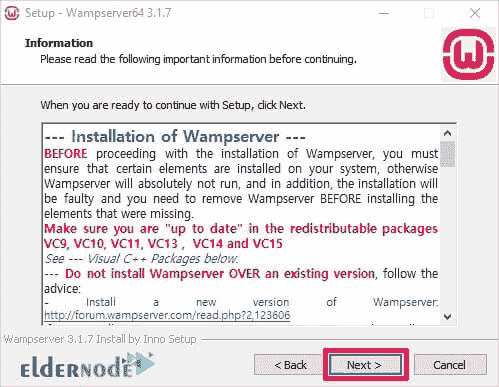 Setup - Wampserver64 3.1.7
Information
Please read the following important information before continuing.
When you are ready to continue with Setup, click Next.
--- Installation of Wampserver ---
BEFORE proceeding with the installation of Wampserver, you must
ensure that certain elements are installed on your system, otherwise
Wampserver will absolutely not run, and in addition, the installation
will be faulty and you need to remove Wampserver BEFORE installing the
elements that were missing.
Make sure you are "up to date" in the redistributable packages
VC9, VC10, VC11, VC13 , VC14 and VC15
See --- Visual C++ Packages below.
--- Do not install Wampserver OVER an existing version, follow the
advice:
- Install a new version of Wampserver:
http://forum.wampserver.com/read.php?2,123606
Wampserver 3.1.7 Install by Inno Setup
eldernode
< Back
Next >
Cancel